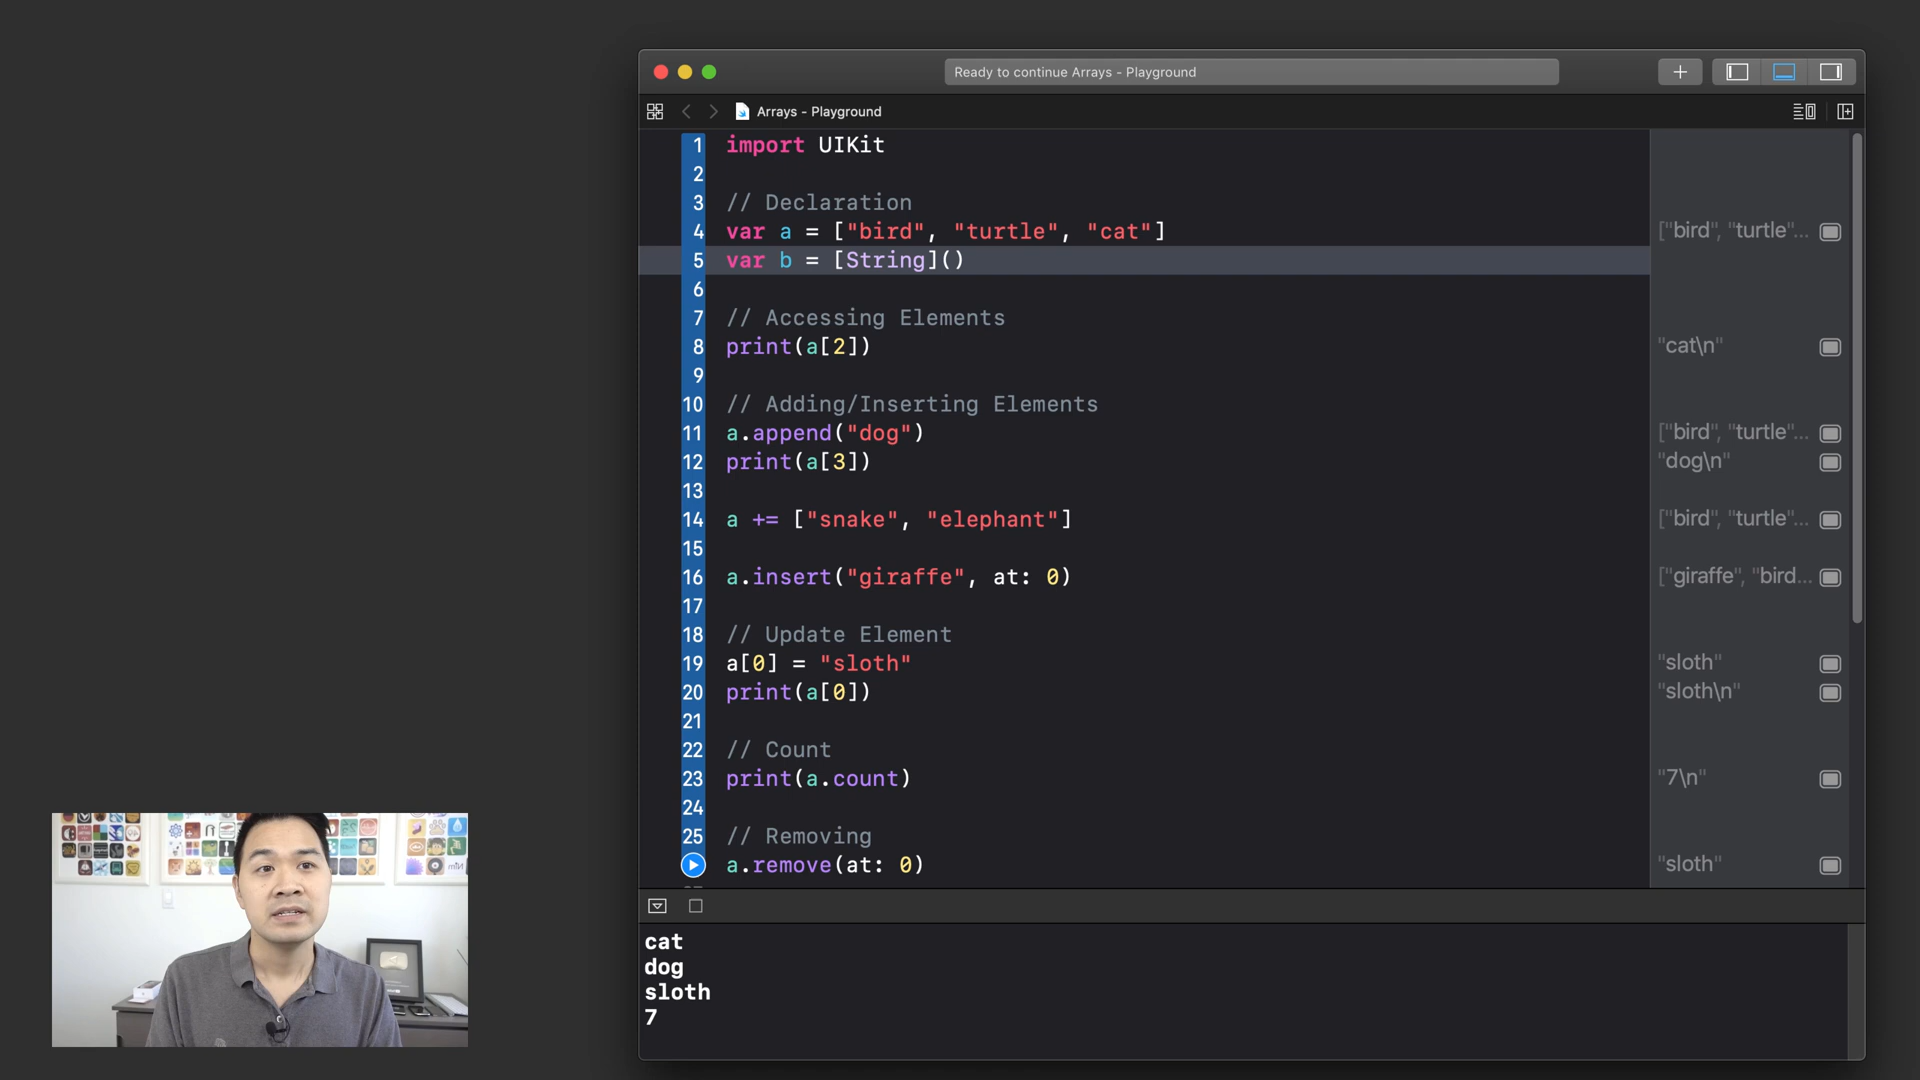 Ready to continue Arrays - Playground
Arrays - Playground
1 import UIKit
2
3 // Declaration
4 var a = ["bird", "turtle", "cat"]
["bird", "turtle"...
5 var b = [String]()
6
7 // Accessing Elements
8 print(a[2])
"cat\n"
9
10 // Adding/Inserting Elements
11 a.append("dog")
["bird", "turtle"...
12 print(a[3])
"dog\n"
13
14 a += ["snake", "elephant"]
["bird", "turtle"...
15
16 a.insert("giraffe", at: 0)
["giraffe", "bird...
17
18 // Update Element
19 a[0] = "sloth"
"sloth"
20 print(a[0])
"sloth\n"
21
22 // Count
23 print(a.count)
"7\n"
24
25 // Removing
a.remove(at: 0)
"sloth"
cat
dog
sloth
7